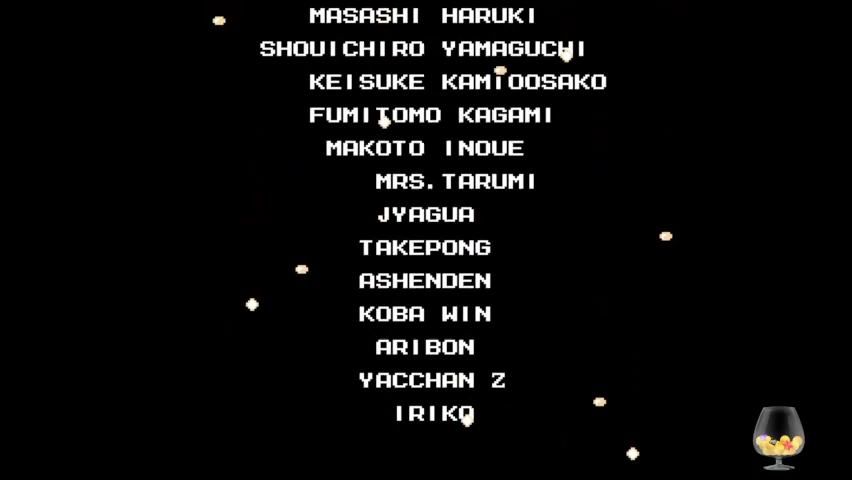 MASASHI HARUKI
SHOUICHIRO YAMAGUCHI
KEISUKE KAMIOOSAKO
FUMITOMO KAGAMI
MAKOTO INOUE
MRS.TARUMI
JYAGUA
TAKEPONG
ASHENDEN
KOBA WIN
ARIBON
YACCHAN Z
IRIKO